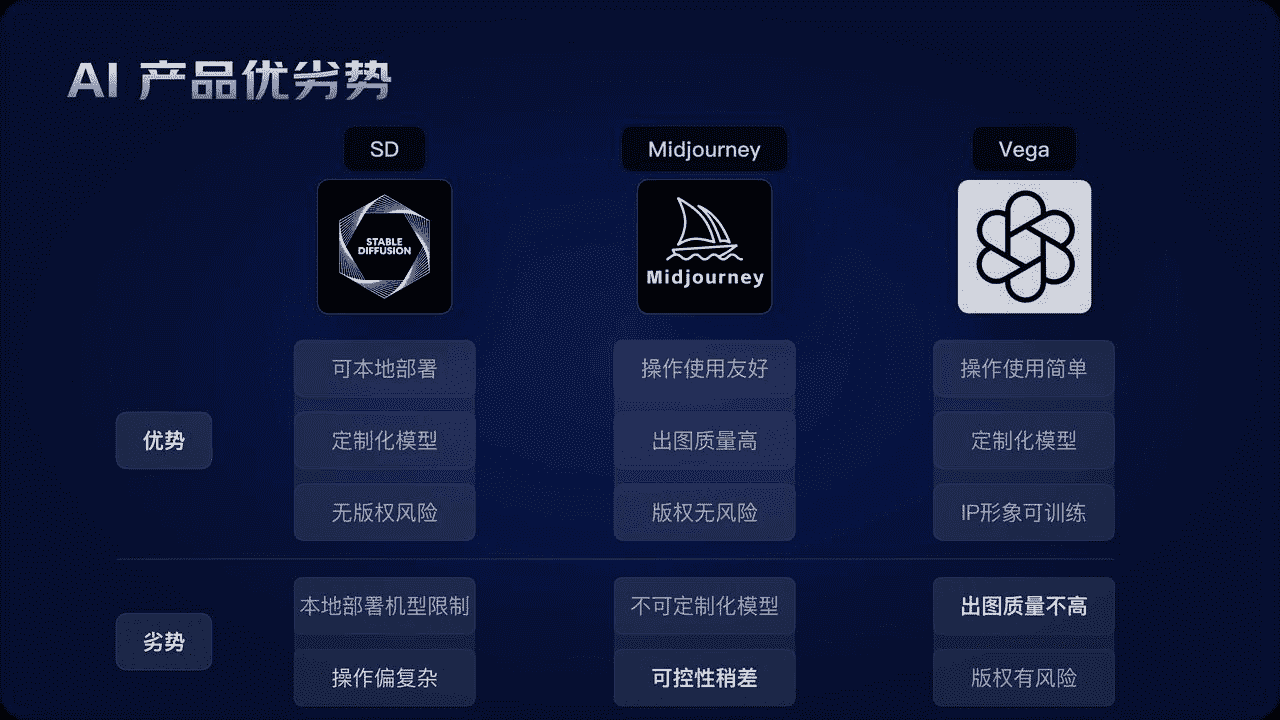 AI 产品优劣势
SD
Midjourney
Vega
STABLE
DIFFUSION
Midjourney
优势
可本地部署
操作使用友好
操作使用简单
定制化模型
出图质量高
定制化模型
无版权风险
版权无风险
IP形象可训练
劣势
本地部署机型限制
不可定制化模型
出图质量不高
操作偏复杂
可控性稍差
版权有风险